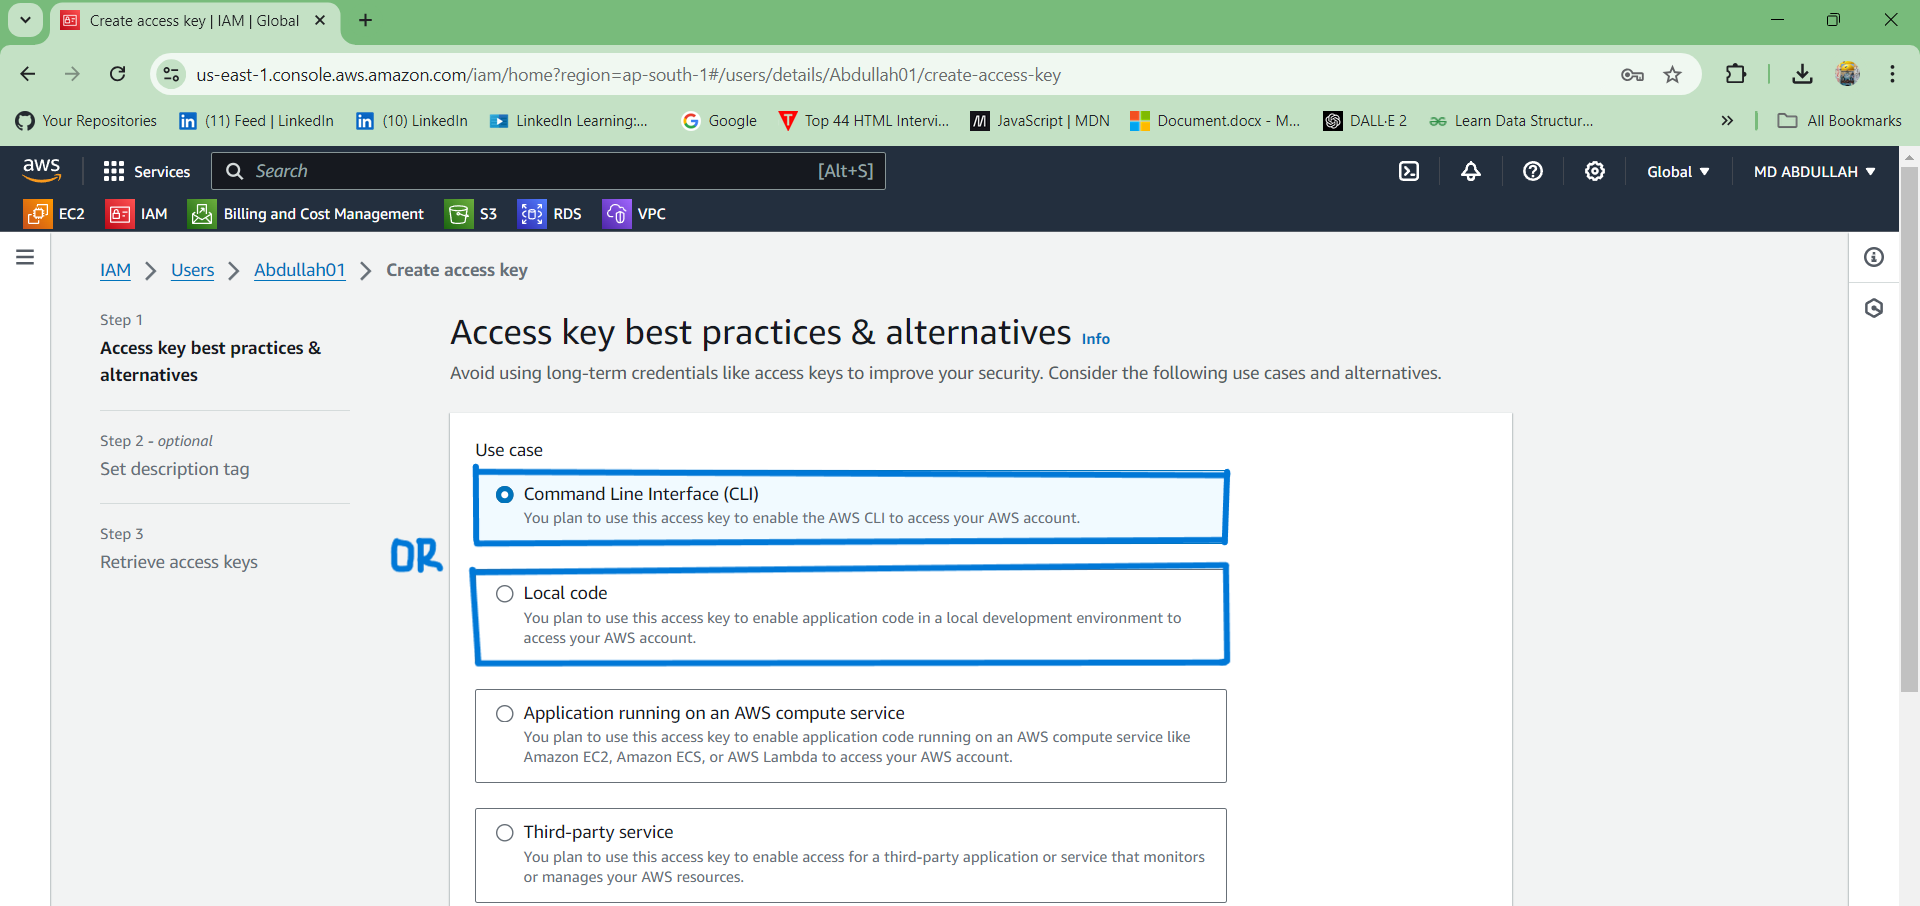 Create access key | IAM | Global
us-east-1.console.aws.amazon.com/iam/home?region=ap-south-1#/users/details/Abdullah01/create-access-key
Your Repositories (11) Feed | LinkedIn (10) LinkedIn LinkedIn Learning:... Google Top 44 HTML Intervi... JavaScript | MDN Document.docx - M... DALL·E 2 Learn Data Structur... » All Bookmarks
aws Services Search [Alt+S] Global MD ABDULLAH
EC2 IAM Billing and Cost Management S3 RDS VPC
IAM > Users > Abdullah01 > Create access key
Step 1
Access key best practices &
alternatives
Step 2 - optional
Set description tag
Step 3
Retrieve access keys
Access key best practices & alternatives Info
Avoid using long-term credentials like access keys to improve your security. Consider the following use cases and alternatives.
Use case
Command Line Interface (CLI)
You plan to use this access key to enable the AWS CLI to access your AWS account.
OR
Local code
You plan to use this access key to enable application code in a local development environment to
access your AWS account.
Application running on an AWS compute service
You plan to use this access key to enable application code running on an AWS compute service like
Amazon EC2, Amazon ECS, or AWS Lambda to access your AWS account.
Third-party service
You plan to use this access key to enable access for a third-party application or service that monitors
or manages your AWS resources.